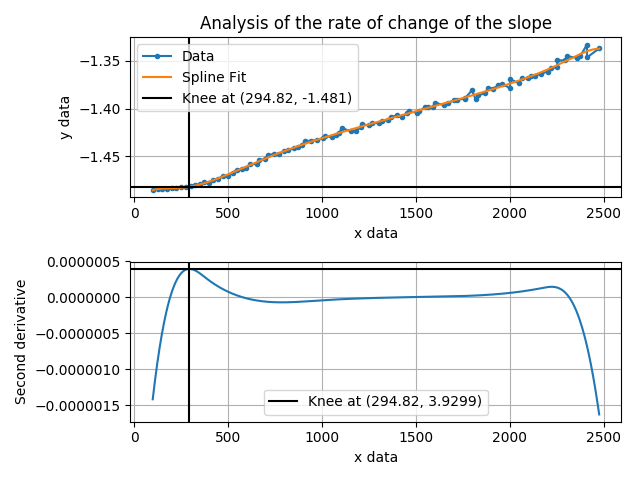 Analysis of the rate of change of the slope
Data
Spline Fit
Knee at (294.82, -1.481)
y data
−1.35
−1.40
−1.45
0 500 1000 1500 2000 2500
x data
Second derivative
0.0000005
0.0000000
−0.0000005
−0.0000010
−0.0000015
Knee at (294.82, 3.9299)
0 500 1000 1500 2000 2500
x data